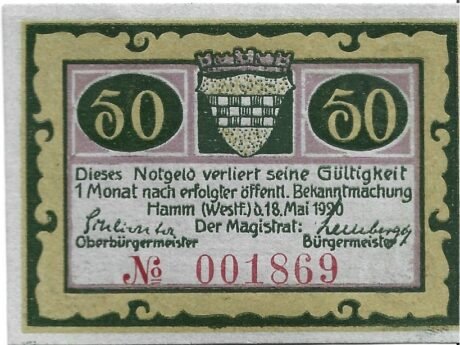 50 50
Dieses Notgeld verliert seine Gültigkeit
1 Monat nach erfolgter öffentl. Bekanntmachung
Hamm (Westf.) d. 18. Mai 1920
Der Magistrat:
Oberbürgermeister Bürgermeister
№ 001869